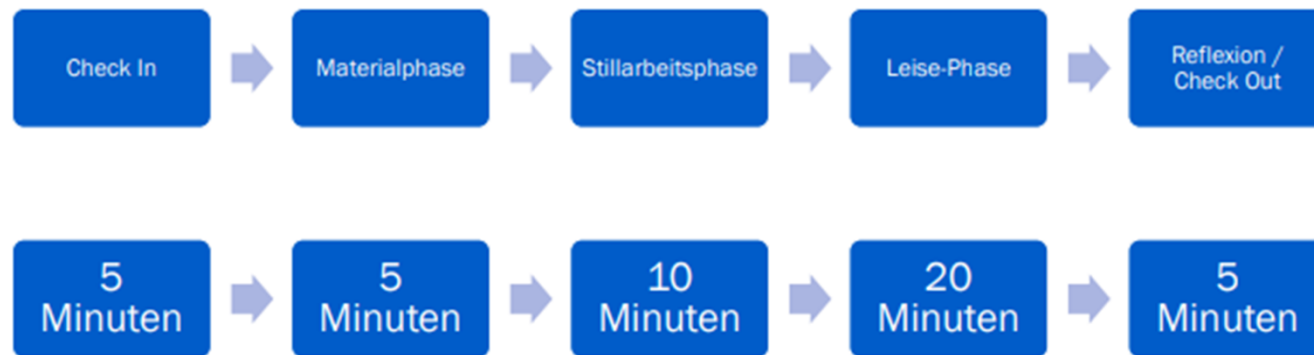 Check In
Materialphase
Stillarbeitsphase
Leise-Phase
Reflexion /
Check Out
5
Minuten
5
Minuten
10
Minuten
20
Minuten
5
Minuten